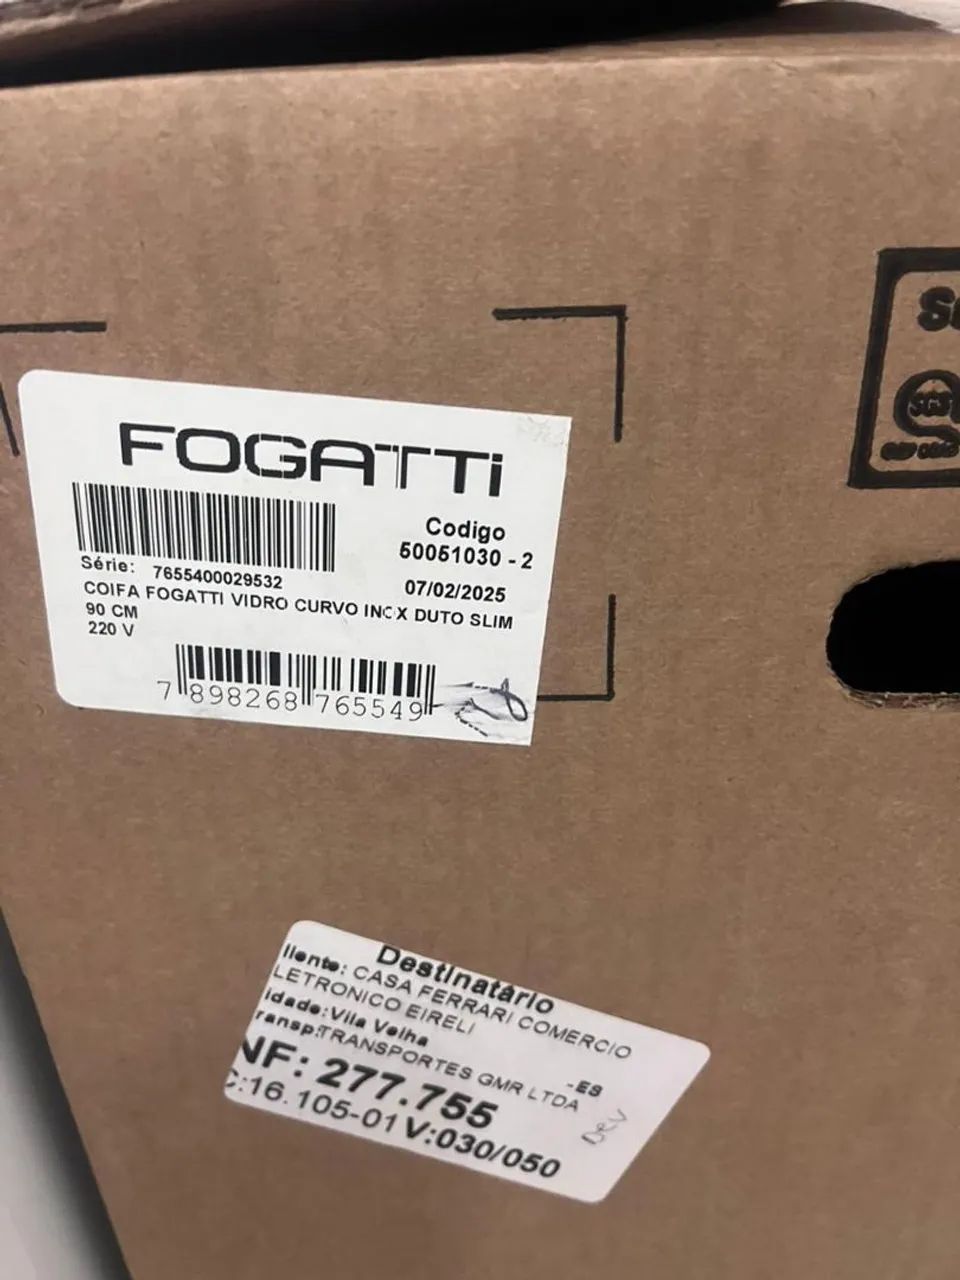 FOGATTI
Codigo
50051030 - 2
Série: 7655400029532
07/02/2025
COIFA FOGATTI VIDRO CURVO INOX DUTO SLIM
90 CM
220 V
7 898268 765549
SGS
Destinatário
liente: CASA FERRARI COMERCIO
LETRONICO EIRELI
idade: Vila Velha -ES
ransp: TRANSPORTES GMR LTDA
NF: 277.755
C:16.105-01 V:030/050
Dev